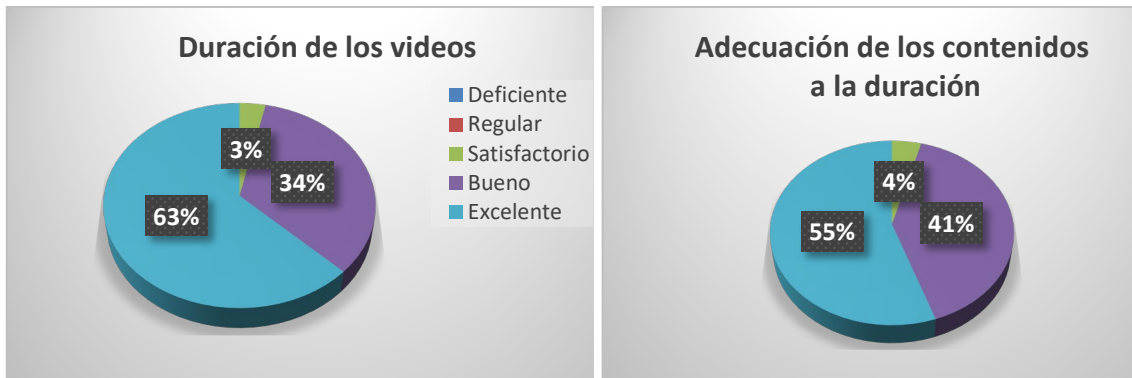 Duración de los videos
Deficiente
Regular
Satisfactorio
Bueno
Excelente
3%
34%
63%
Adecuación de los contenidos
a la duración
4%
41%
55%